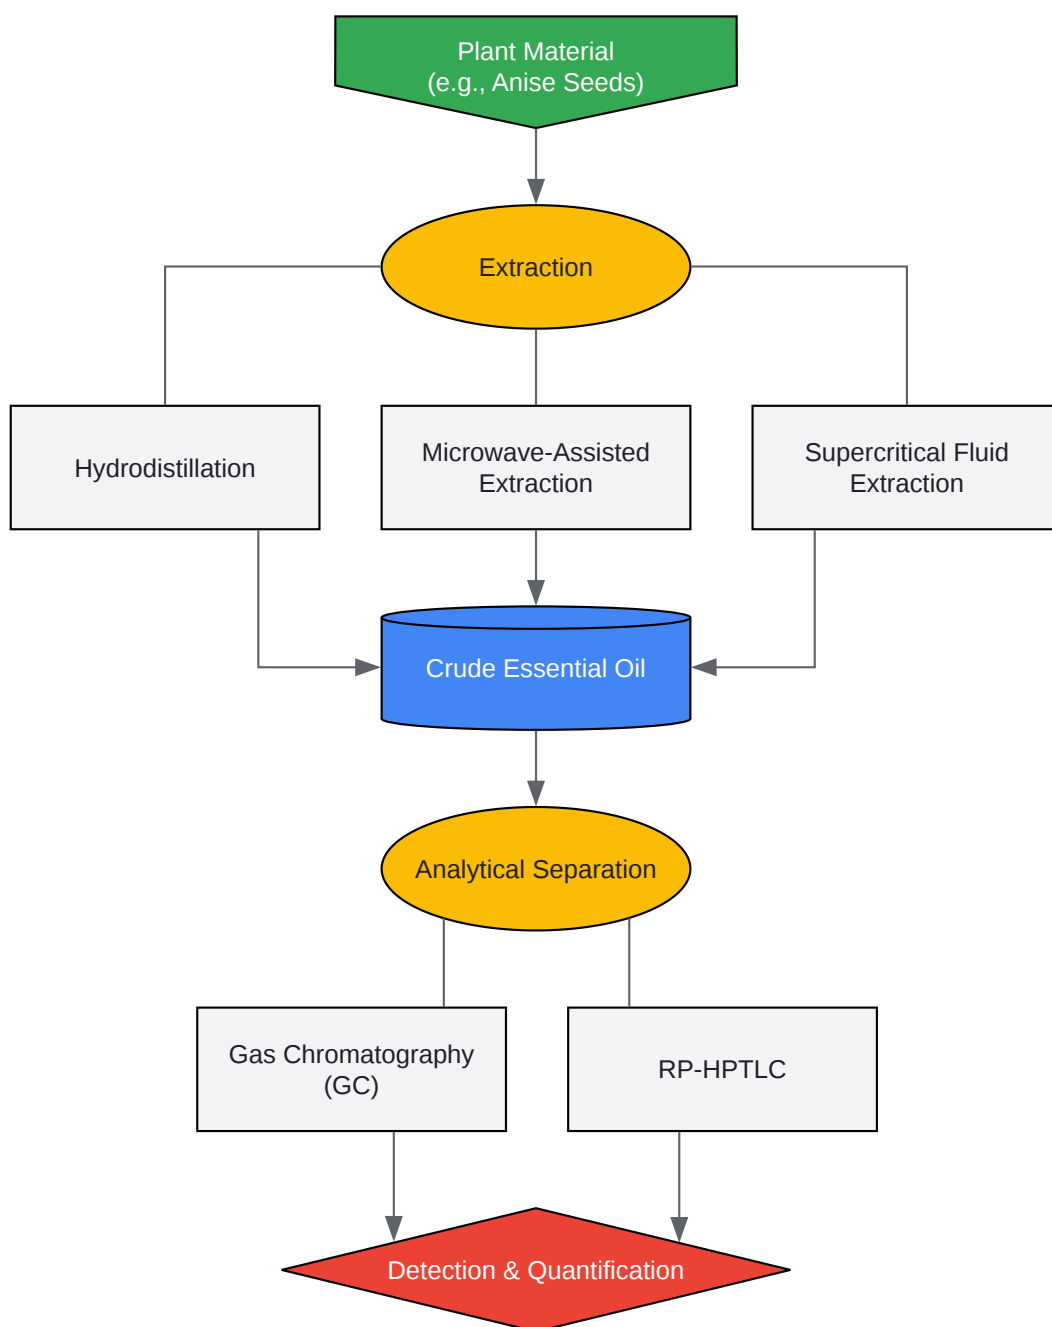 Plant Material
(e.g., Anise Seeds)
Extraction
Hydrodistillation
Microwave-Assisted
Extraction
Supercritical Fluid
Extraction
Crude Essential Oil
Analytical Separation
Gas Chromatography
(GC)
RP-HPTLC
Detection & Quantification